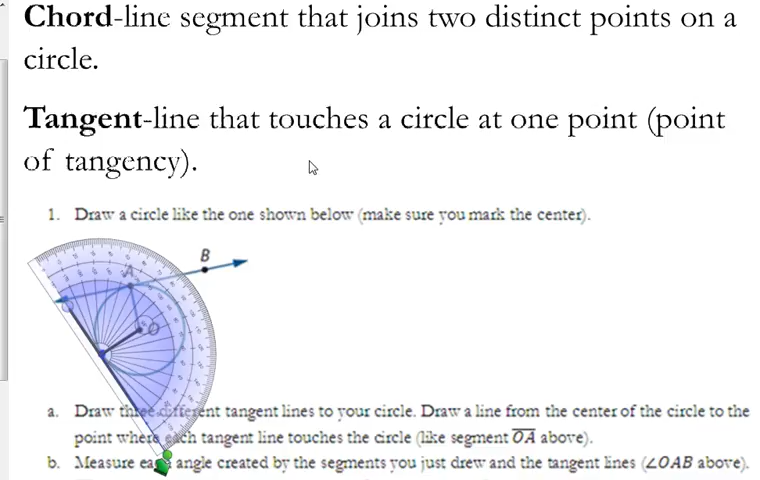 Chord-line segment that joins two distinct points on a
circle.
Tangent-line that touches a circle at one point (point
of tangency).
1. Draw a circle like the one shown below (make sure you mark the center).
B
A
O
a. Draw three different tangent lines to your circle. Draw a line from the center of the circle to the
point where each tangent line touches the circle (like segment OA above).
b. Measure each angle created by the segments you just drew and the tangent lines (∠OAB above).